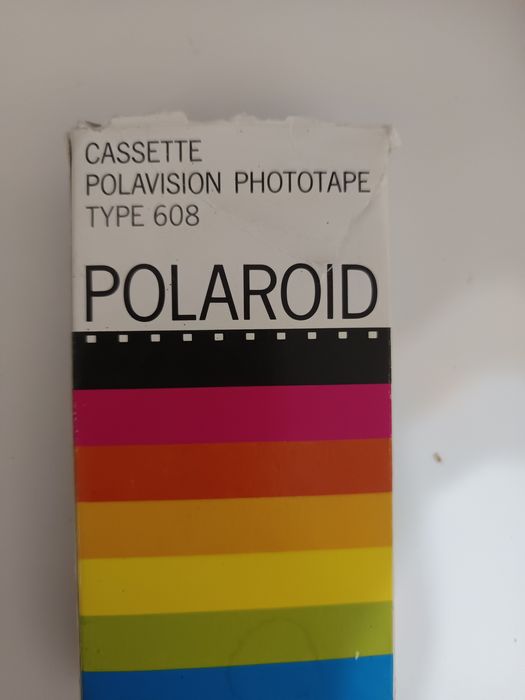 CASSETTE
POLAVISION PHOTOTAPE
TYPE 608
POLAROID